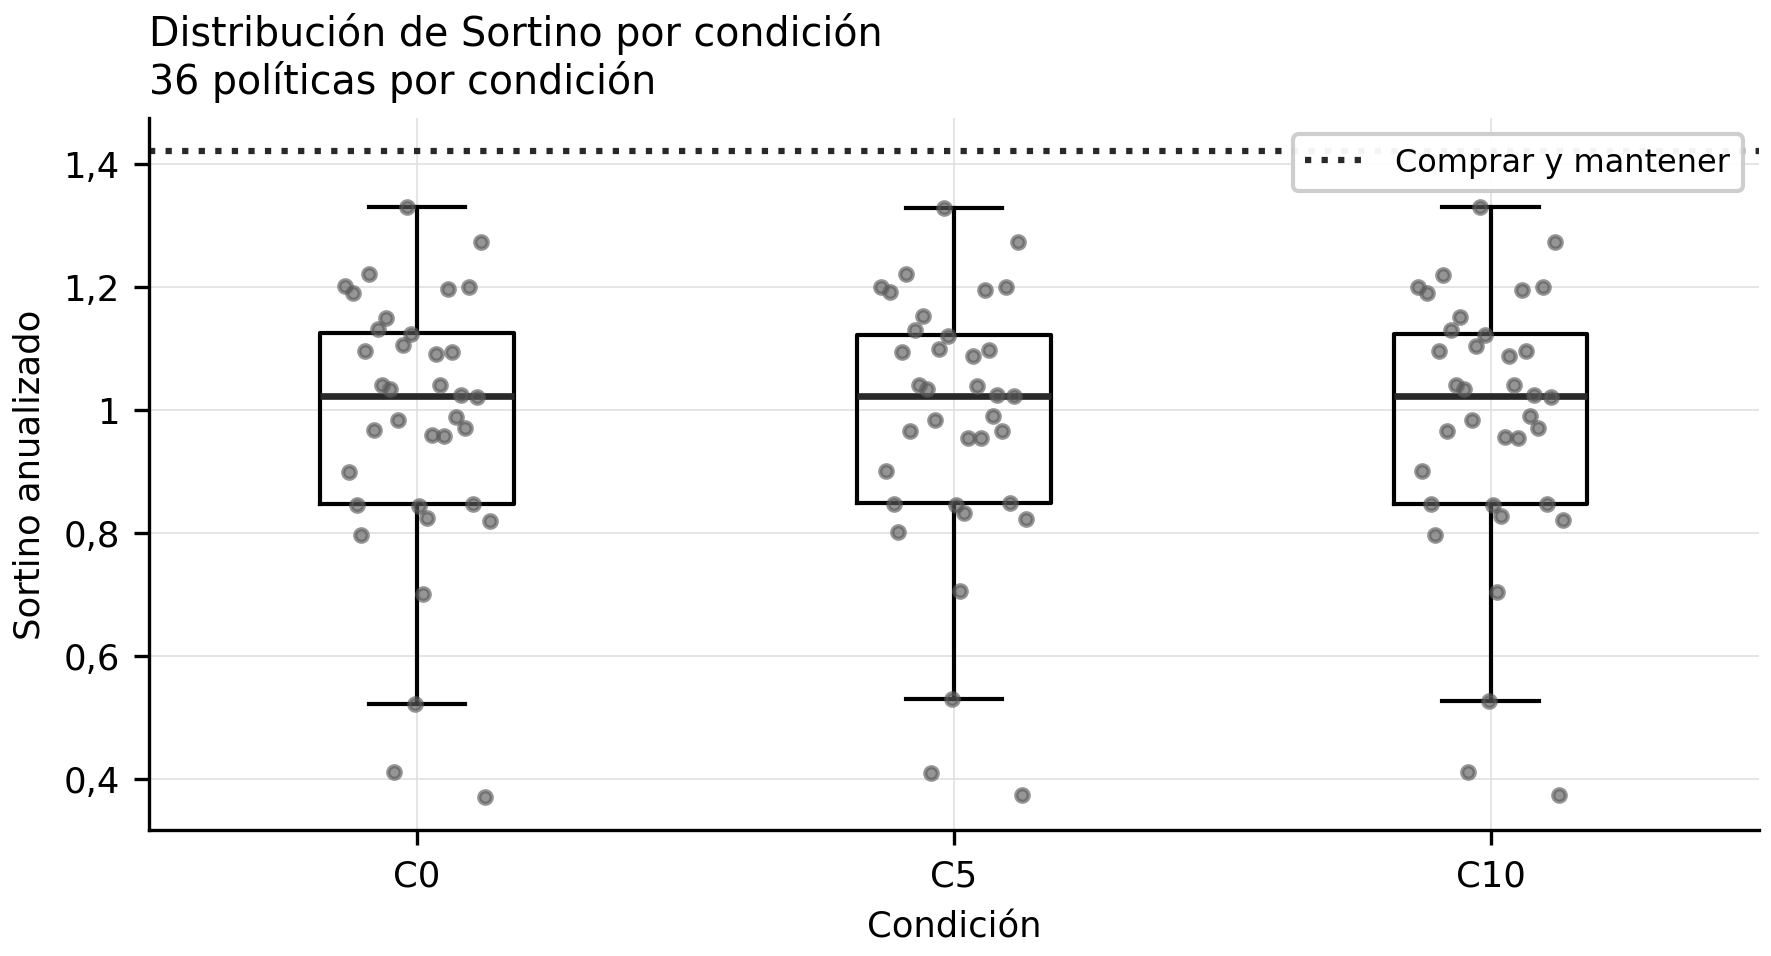 Distribución de Sortino por condición
36 políticas por condición
Comprar y mantener
Sortino anualizado
1,4
1,2
1
0,8
0,6
0,4
C0
C5
C10
Condición